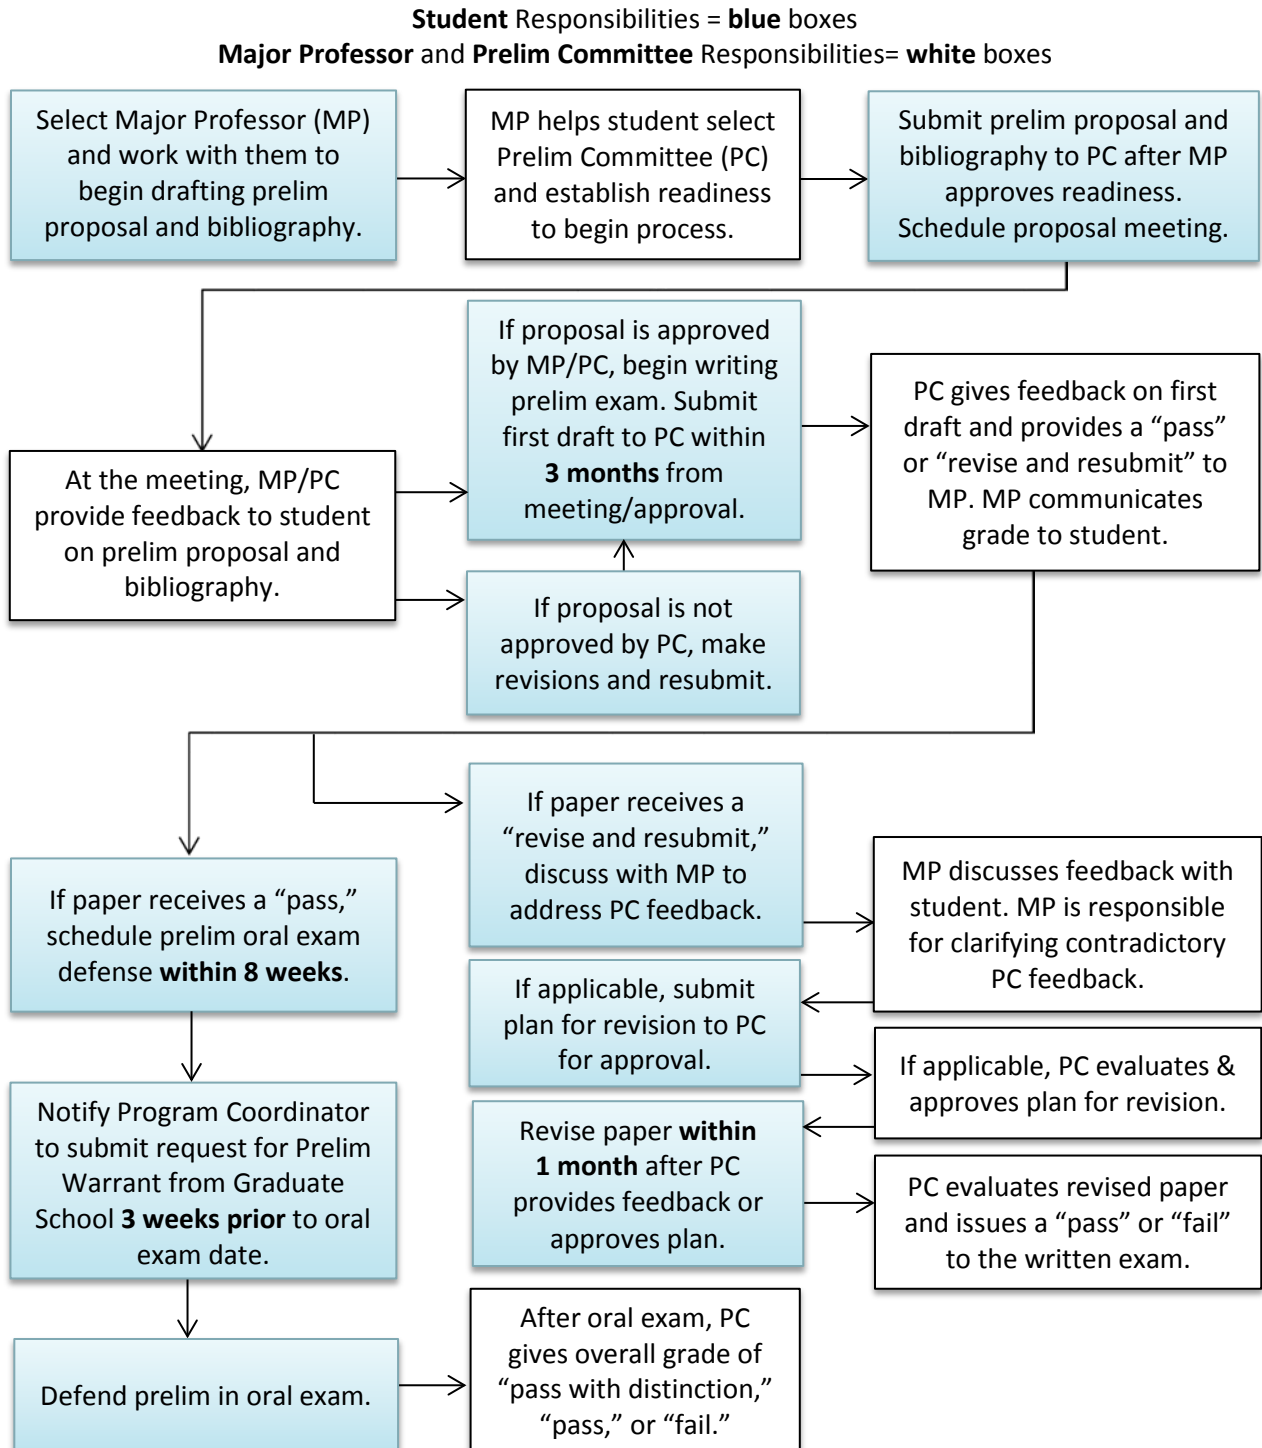 Student Responsibilities = blue boxes
Major Professor and Prelim Committee Responsibilities= white boxes
Select Major Professor (MP)
and work with them to
begin drafting prelim
proposal and bibliography.
MP helps student select
Prelim Committee (PC)
and establish readiness
to begin process.
Submit prelim proposal and
bibliography to PC after MP
approves readiness.
Schedule proposal meeting.
At the meeting, MP/PC
provide feedback to student
on prelim proposal and
bibliography.
If proposal is approved
by MP/PC, begin writing
prelim exam. Submit
first draft to PC within
3 months from
meeting/approval.
If proposal is not
approved by PC, make
revisions and resubmit.
PC gives feedback on first
draft and provides a “pass”
or “revise and resubmit” to
MP. MP communicates
grade to student.
If paper receives a “pass,”
schedule prelim oral exam
defense within 8 weeks.
If paper receives a
“revise and resubmit,”
discuss with MP to
address PC feedback.
MP discusses feedback with
student. MP is responsible
for clarifying contradictory
PC feedback.
If applicable, submit
plan for revision to PC
for approval.
If applicable, PC evaluates &
approves plan for revision.
Revise paper within
1 month after PC
provides feedback or
approves plan.
PC evaluates revised paper
and issues a “pass” or “fail”
to the written exam.
Notify Program Coordinator
to submit request for Prelim
Warrant from Graduate
School 3 weeks prior to oral
exam date.
Defend prelim in oral exam.
After oral exam, PC
gives overall grade of
“pass with distinction,”
“pass,” or “fail.”